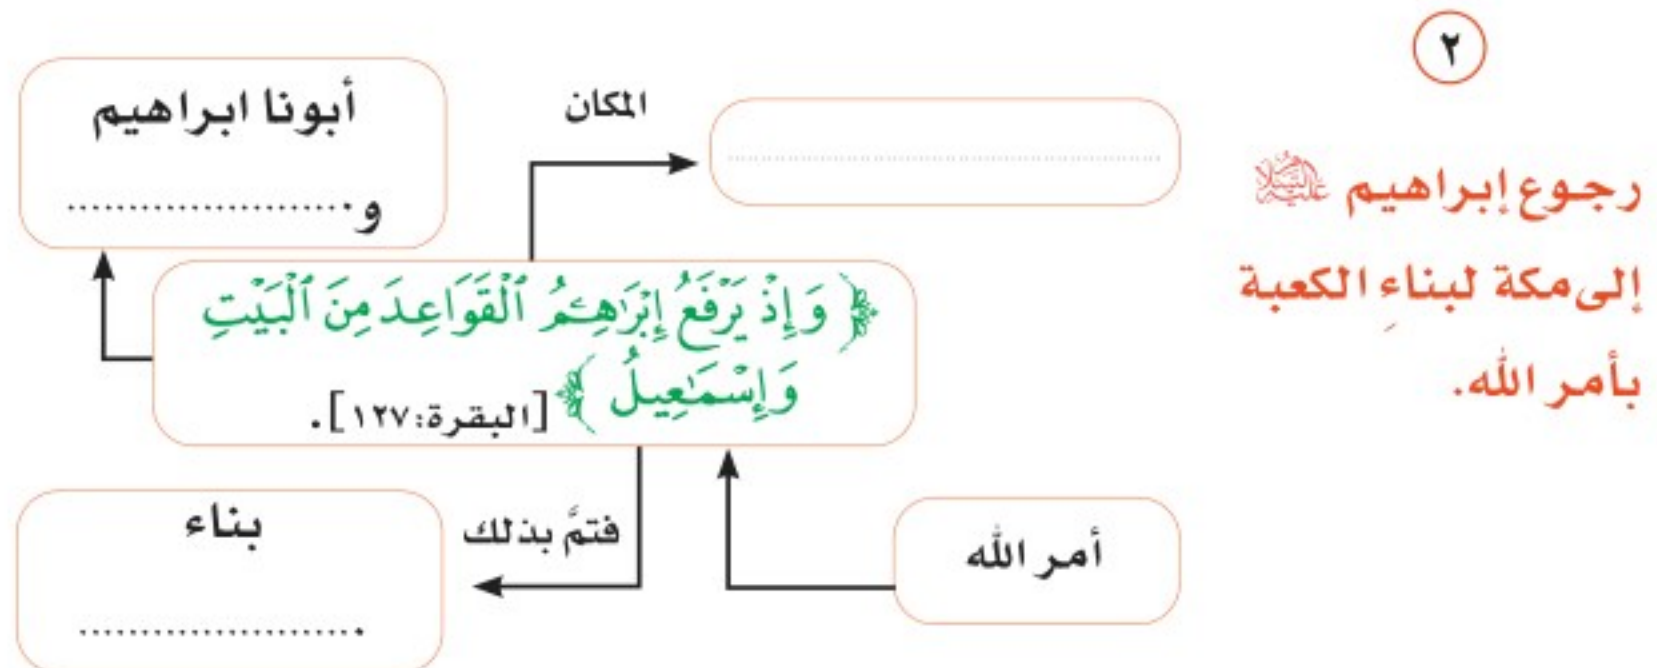 ٢
رجوع إبراهيم عليه السلام
إلى مكة لبناءِ الكعبة
بأمر الله.
المكان
................................
أبونا ابراهيم
و........................
﴿ وَإِذْ يَرْفَعُ إِبْرَٰهِـۧمُ ٱلْقَوَاعِدَ مِنَ ٱلْبَيْتِ
وَإِسْمَٰعِيلُ ﴾ [البقرة:١٢٧].
أمر الله
فتمَّ بذلك
بناء
........................